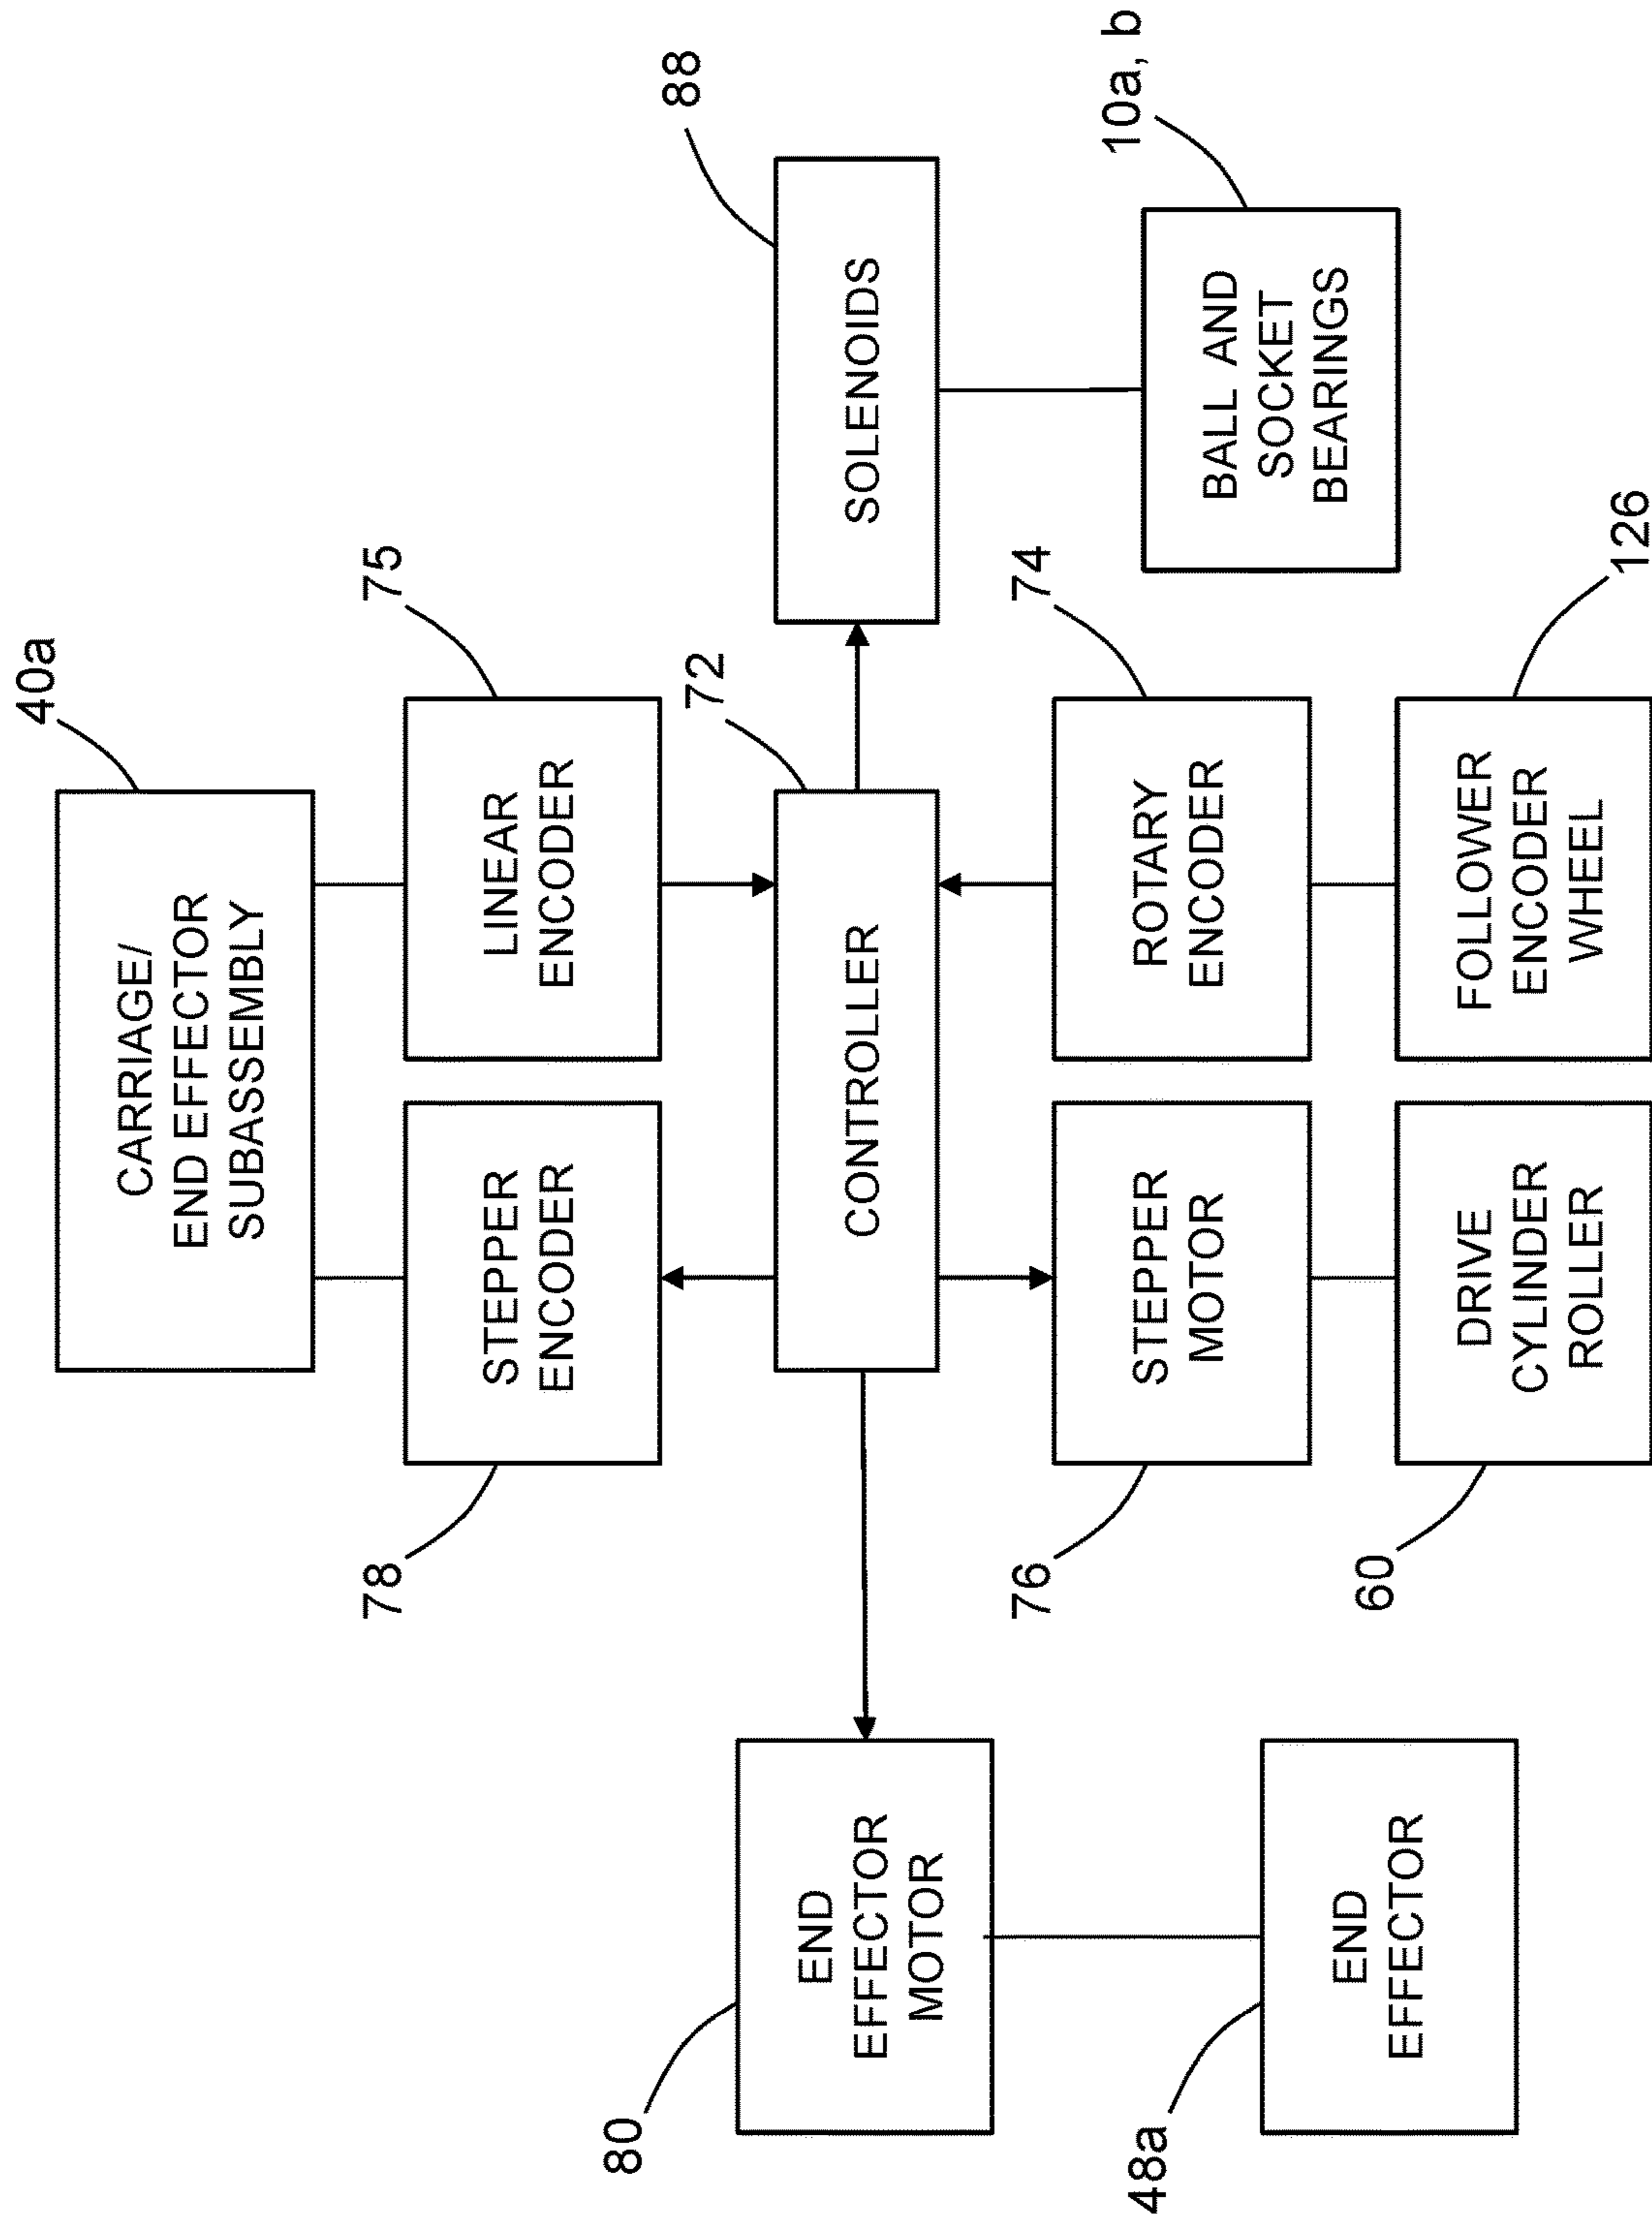 40a
CARRIAGE/
END EFFECTOR
SUBASSEMBLY
78
STEPPER
ENCODER
75
LINEAR
ENCODER
88
80
END
EFFECTOR
MOTOR
72
CONTROLLER
SOLENOIDS
10a, b
76
STEPPER
MOTOR
74
ROTARY
ENCODER
BALL AND
SOCKET
BEARINGS
48a
END
EFFECTOR
60
DRIVE
CYLINDER
ROLLER
126
FOLLOWER
ENCODER
WHEEL